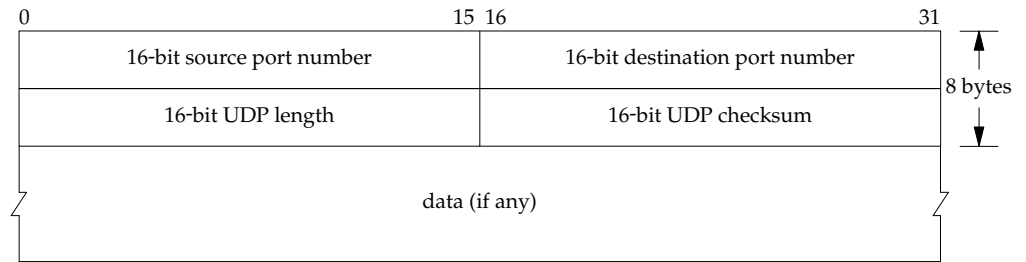 0 15 16 31
16-bit source port number 16-bit destination port number
8 bytes
16-bit UDP length 16-bit UDP checksum
data (if any)